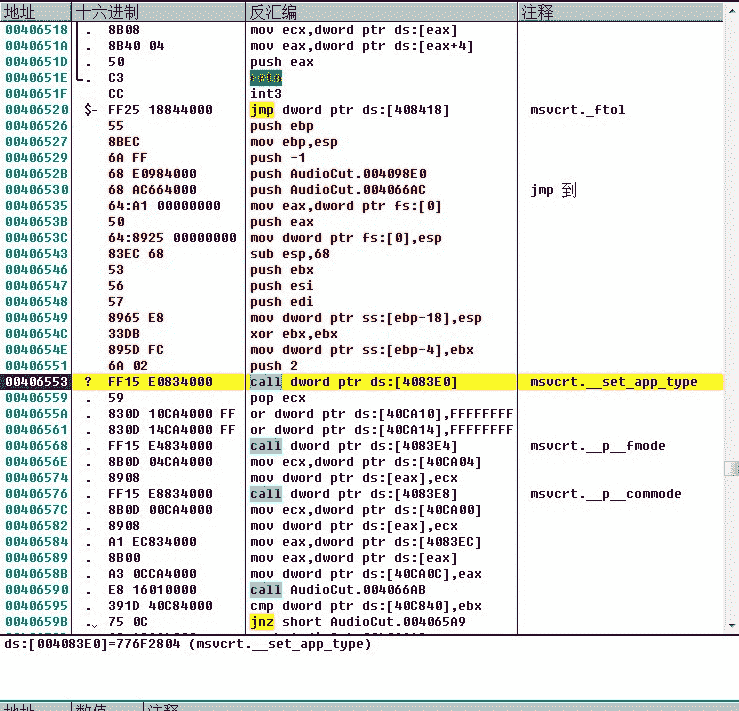 地址 十六进制 反汇编 注释
00406518 . 8B08 mov ecx,dword ptr ds:[eax]
0040651A . 8B40 04 mov eax,dword ptr ds:[eax+4]
0040651D . 50 push eax
0040651E . C3 retn
0040651F CC int3
00406520 $- FF25 18844000 jmp dword ptr ds:[408418] msvcrt._ftol
00406526 55 push ebp
00406527 8BEC mov ebp,esp
00406529 6A FF push -1
0040652B 68 E0984000 push AudioCut.004098E0
00406530 68 AC664000 push AudioCut.004066AC jmp 到
00406535 64:A1 00000000 mov eax,dword ptr fs:[0]
0040653B 50 push eax
0040653C 64:8925 00000000 mov dword ptr fs:[0],esp
00406543 83EC 68 sub esp,68
00406546 53 push ebx
00406547 56 push esi
00406548 57 push edi
00406549 8965 E8 mov dword ptr ss:[ebp-18],esp
0040654C 33DB xor ebx,ebx
0040654E 895D FC mov dword ptr ss:[ebp-4],ebx
00406551 6A 02 push 2
00406553 ? FF15 E0834000 call dword ptr ds:[4083E0] msvcrt.__set_app_type
00406559 . 59 pop ecx
0040655A . 830D 10CA4000 FF or dword ptr ds:[40CA10],FFFFFFFF
00406561 . 830D 14CA4000 FF or dword ptr ds:[40CA14],FFFFFFFF
00406568 . FF15 E4834000 call dword ptr ds:[4083E4] msvcrt.__p__fmode
0040656E . 8B0D 04CA4000 mov ecx,dword ptr ds:[40CA04]
00406574 . 8908 mov dword ptr ds:[eax],ecx
00406576 . FF15 E8834000 call dword ptr ds:[4083E8] msvcrt.__p__commode
0040657C . 8B0D 00CA4000 mov ecx,dword ptr ds:[40CA00]
00406582 . 8908 mov dword ptr ds:[eax],ecx
00406584 . A1 EC834000 mov eax,dword ptr ds:[4083EC]
00406589 . 8B00 mov eax,dword ptr ds:[eax]
0040658B . A3 0CCA4000 mov dword ptr ds:[40CA0C],eax
00406590 . E8 16010000 call AudioCut.004066AB
00406595 . 391D 40C84000 cmp dword ptr ds:[40C840],ebx
0040659B . 75 0C jnz short AudioCut.004065A9
ds:[004083E0]=776F2804 (msvcrt.__set_app_type)
地址 数值 注释